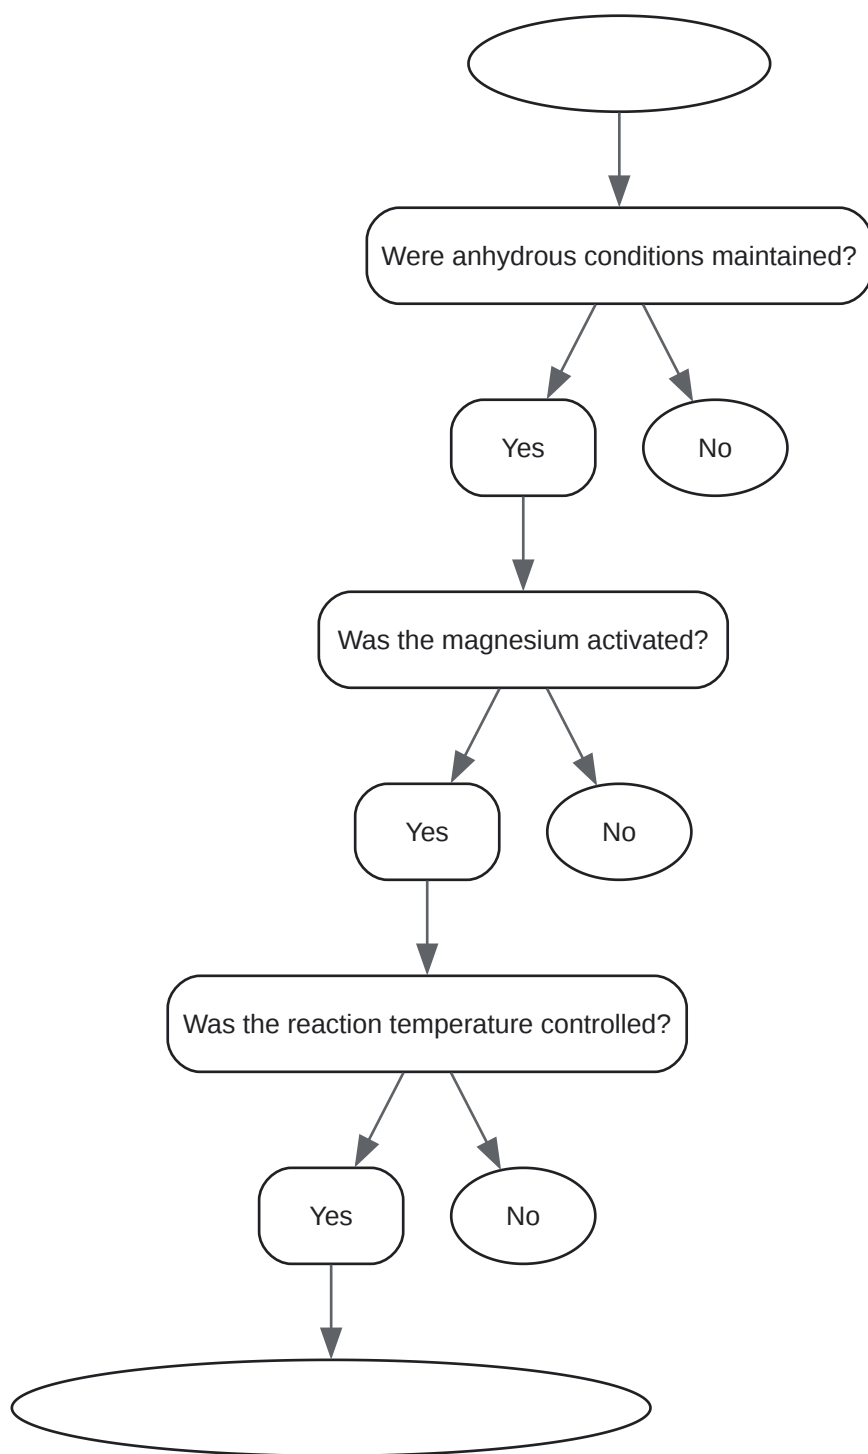 Were anhydrous conditions maintained?
Yes
No
Was the magnesium activated?
Yes
No
Was the reaction temperature controlled?
Yes
No